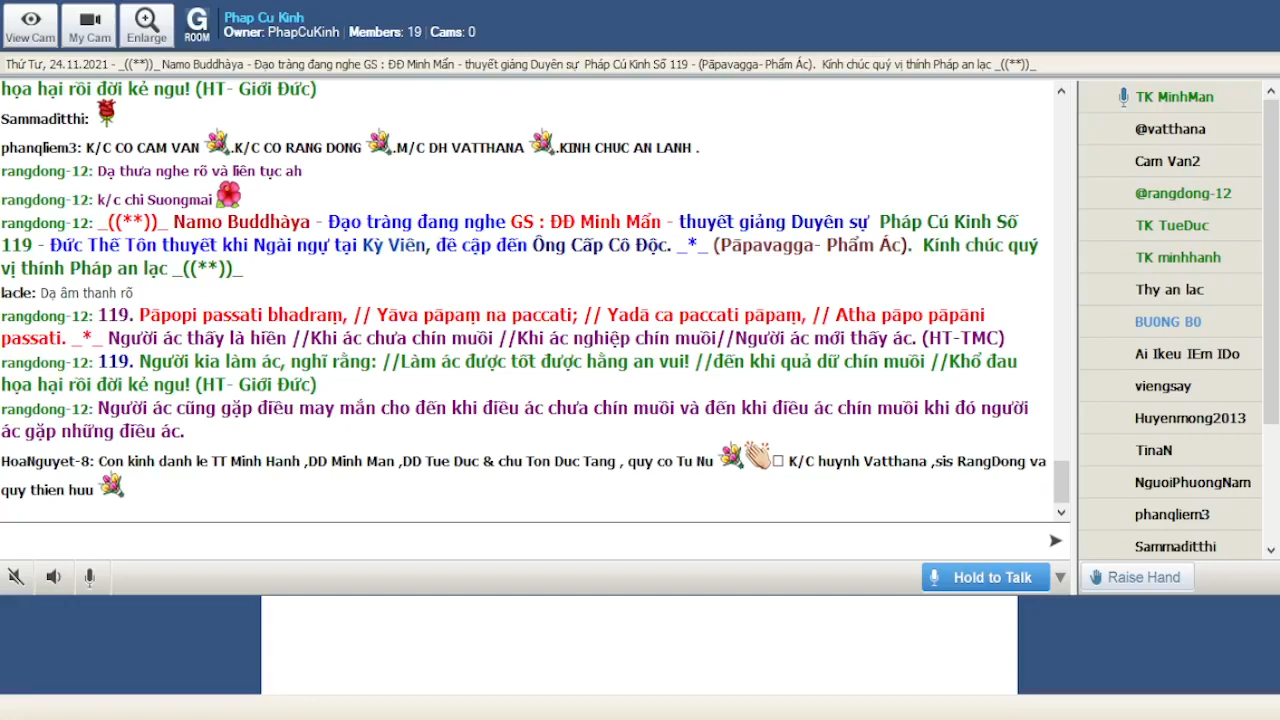 View Cam
My Cam
Enlarge
G
ROOM
Phap Cu Kinh
Owner: PhapCuKinh | Members: 19 | Cams: 0
Thứ Tư, 24.11.2021 - _((**))_ Namo Buddhàya - Đạo tràng đang nghe GS : ĐĐ Minh Mẩn - thuyết giảng Duyên sự Pháp Cú Kinh Số 119 - (Pāpavagga- Phẩm Ác). Kính chúc quý vị thính Pháp an lạc _((**))_
họa hại rồi đời kẻ ngu! (HT- Giới Đức)
Sammaditthi:
phanqliem3: K/C CO CAM VAN .K/C CO RANG DONG .M/C DH VATTHANA .KINH CHUC AN LANH .
rangdong-12: Dạ thưa nghe rõ và liên tục ah
rangdong-12: k/c chi Suongmai
rangdong-12: _((**))_ Namo Buddhàya - Đạo tràng đang nghe GS : ĐĐ Minh Mẩn - thuyết giảng Duyên sự Pháp Cú Kinh Số
119 - Đức Thế Tôn thuyết khi Ngài ngự tại Kỳ Viên, đề cập đến Ông Cấp Cô Độc. _*_ (Pāpavagga- Phẩm Ác). Kính chúc quý
vị thính Pháp an lạc _((**))_
lacle: Dạ âm thanh rõ
rangdong-12: 119. Pāpopi passati bhadraṃ, // Yāva pāpaṃ na paccati; // Yadā ca paccati pāpaṃ, // Atha pāpo pāpāni
passati. _*_ Người ác thấy là hiền //Khi ác chưa chín muồi //Khi ác nghiệp chín muồi//Người ác mới thấy ác. (HT-TMC)
rangdong-12: 119. Người kia làm ác, nghĩ rằng: //Làm ác được tốt được hằng an vui! //đến khi quả dữ chín muồi //Khổ đau
họa hại rồi đời kẻ ngu! (HT- Giới Đức)
rangdong-12: Người ác cũng gặp điều may mắn cho đến khi điều ác chưa chín muồi và đến khi điều ác chín muồi khi đó người
ác gặp những điều ác.
HoaNguyet-8: Con kinh danh le TT Minh Hanh ,DD Minh Man ,DD Tue Duc & chu Ton Duc Tang , quy co Tu Nu K/C huynh Vatthana ,sis RangDong va
quy thien huu
Hold to Talk
TK MinhMan
@vatthana
Cam Van2
@rangdong-12
TK TueDuc
TK minhhanh
Thy an lac
BU0NG B0
Ai Ikeu IEm IDo
viengsay
Huyenmong2013
TinaN
NguoiPhuongNam
phanqliem3
Sammaditthi
Raise Hand